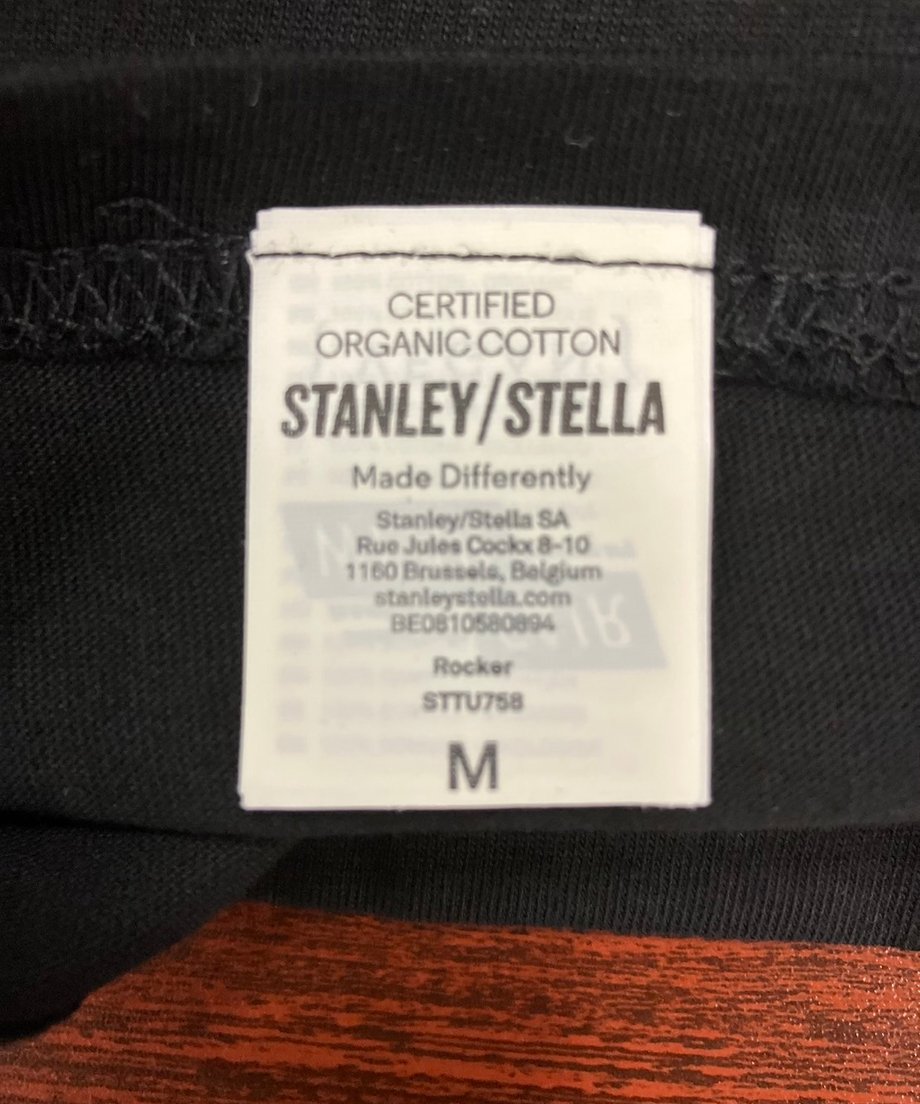 CERTIFIED
ORGANIC COTTON
STANLEY/STELLA
Made Differently
Stanley/Stella SA
Rue Jules Cockx 8-10
1160 Brussels, Belgium
stanleystella.com
BE0810580894
Rocker
STTU758
M